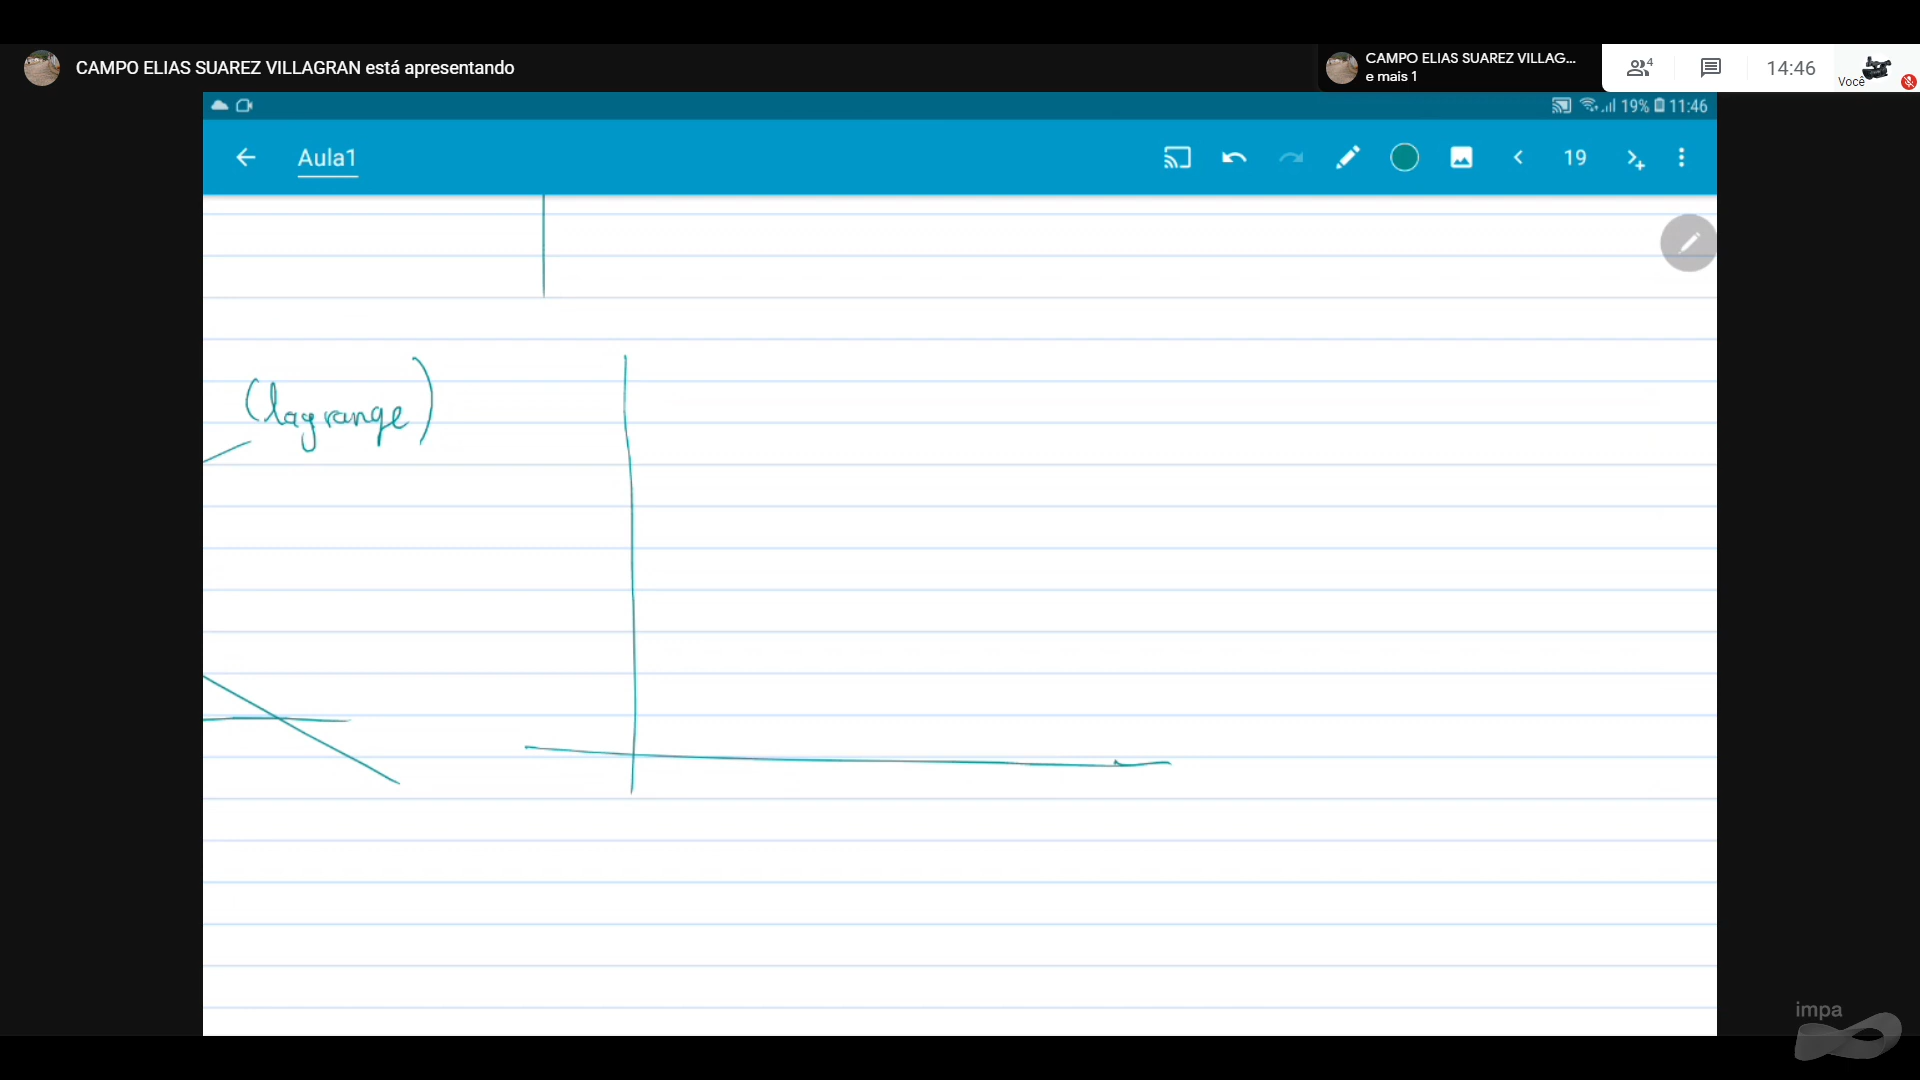 CAMPO ELIAS SUAREZ VILLAGRAN está apresentando
CAMPO ELIAS SUAREZ VILLAG...
e mais 1
4
14:46
Você
19% 11:46
Aula1
19
(lagrange)
impa